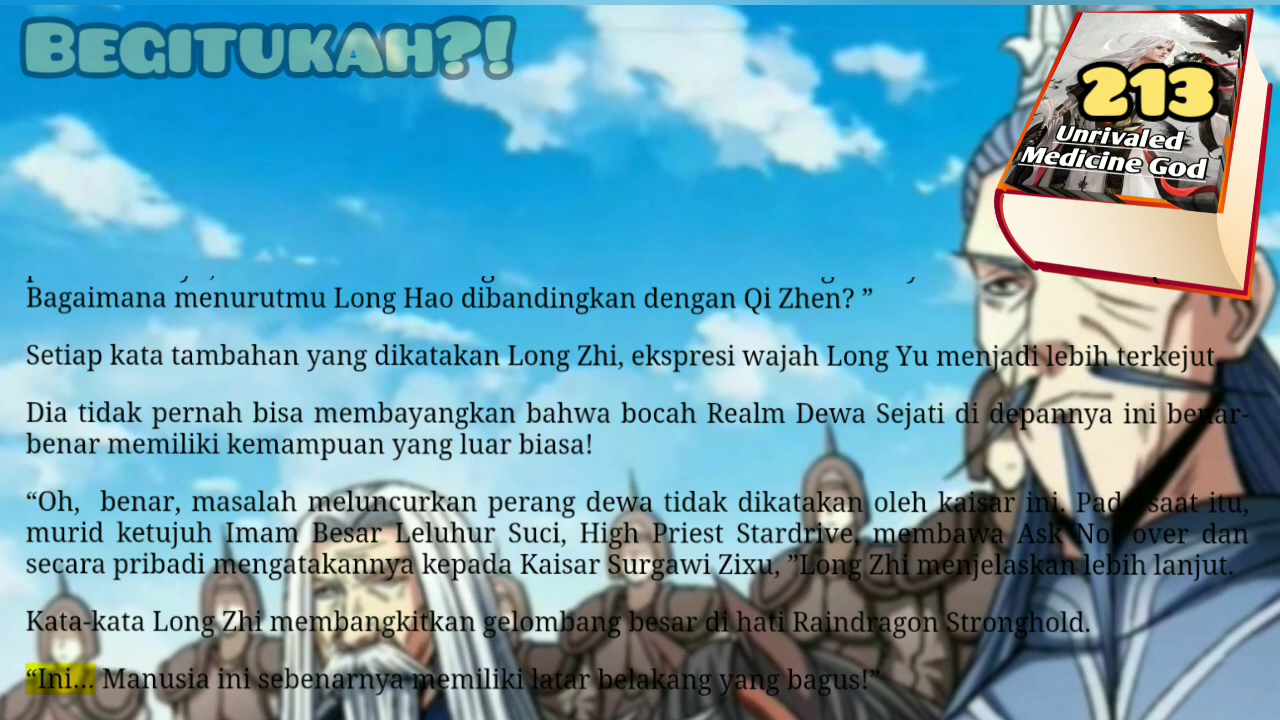 BEGITUKAH?!
213
Unrivaled
Medicine God
Bagaimana menurutmu Long Hao dibandingkan dengan Qi Zhen? ”
Setiap kata tambahan yang dikatakan Long Zhi, ekspresi wajah Long Yu menjadi lebih terkejut.
Dia tidak pernah bisa membayangkan bahwa bocah Realm Dewa Sejati di depannya ini benar-
benar memiliki kemampuan yang luar biasa!
“Oh, benar, masalah meluncurkan perang dewa tidak dikatakan oleh kaisar ini. Pada saat itu,
murid ketujuh Imam Besar Leluhur Suci, High Priest Stardrive, membawa Ask Not over dan
secara pribadi mengatakannya kepada Kaisar Surgawi Zixu, ”Long Zhi menjelaskan lebih lanjut.
Kata-kata Long Zhi membangkitkan gelombang besar di hati Raindragon Stronghold.
“Ini... Manusia ini sebenarnya memiliki latar belakang yang bagus!”